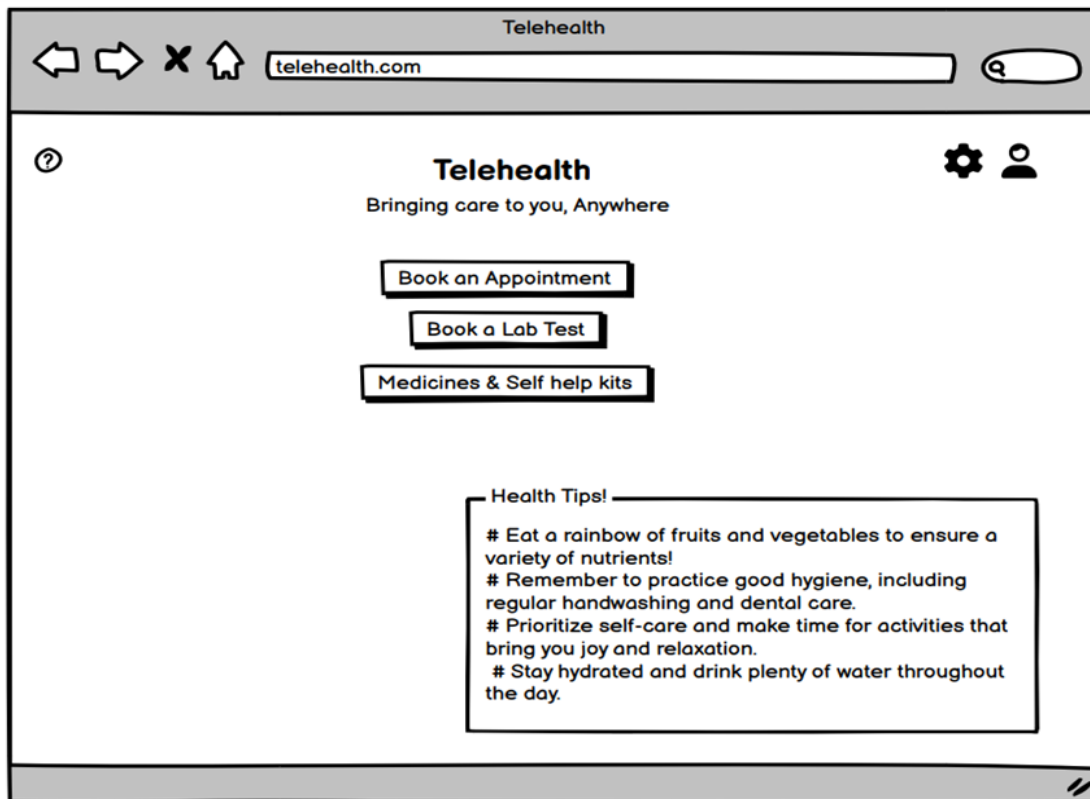 Telehealth
telehealth.com
Telehealth
Bringing care to you, Anywhere
Book an Appointment
Book a Lab Test
Medicines & Self help kits
Health Tips!
# Eat a rainbow of fruits and vegetables to ensure a
variety of nutrients!
# Remember to practice good hygiene, including
regular handwashing and dental care.
# Prioritize self-care and make time for activities that
bring you joy and relaxation.
# Stay hydrated and drink plenty of water throughout
the day.